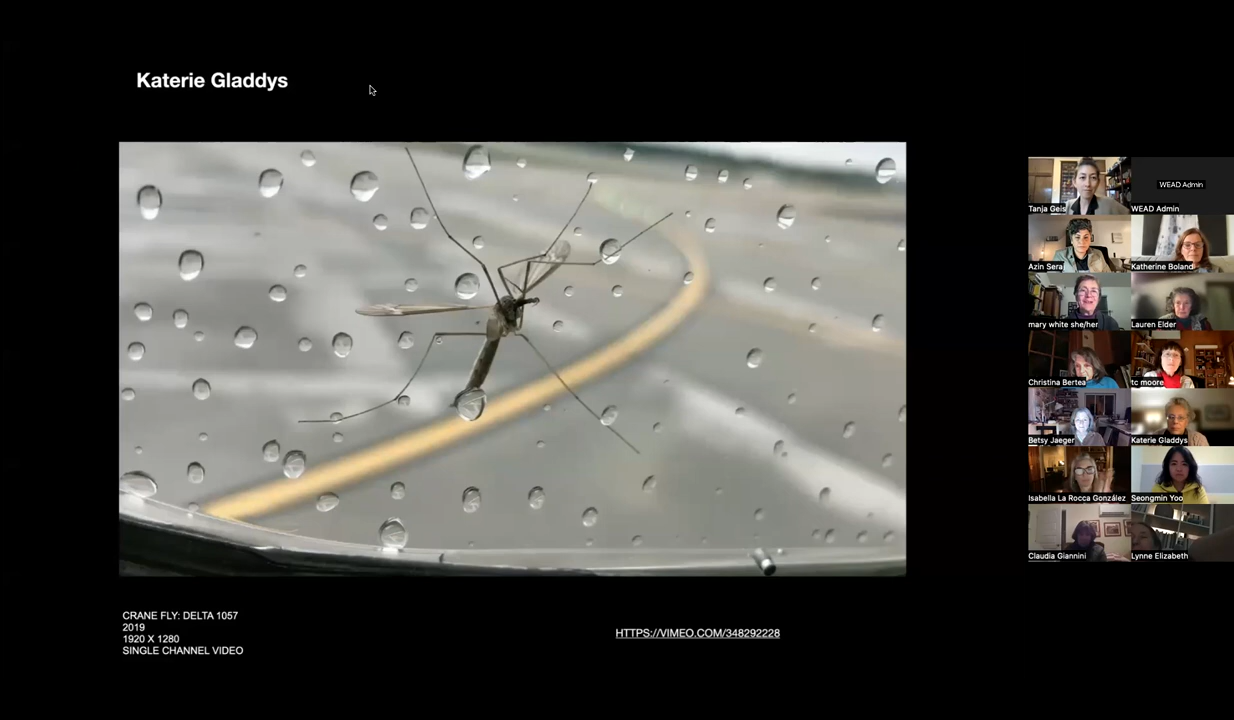 Katerie Gladdys
CRANE FLY: DELTA 1057
2019
1920 X 1280
SINGLE CHANNEL VIDEO
HTTPS://VIMEO.COM/348292228
Tanja Geis
WEAD Admin
WEAD Admin
Azin Sera
Katherine Boland
mary white she/her
Lauren Elder
Christina Bertea
tc moore
Betsy Jaeger
Katerie Gladdys
Isabella La Rocca González
Seongmin Yoo
Claudia Giannini
Lynne Elizabeth